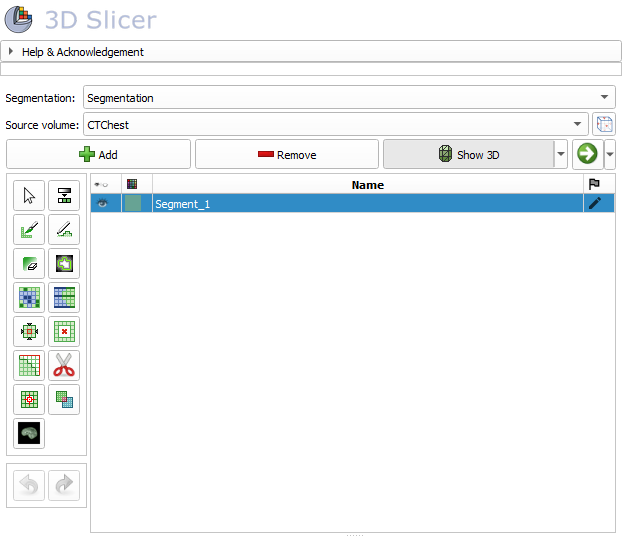 3D Slicer
Help & Acknowledgement
Segmentation: Segmentation
Source volume: CTChest
Add Remove Show 3D
Name
Segment_1